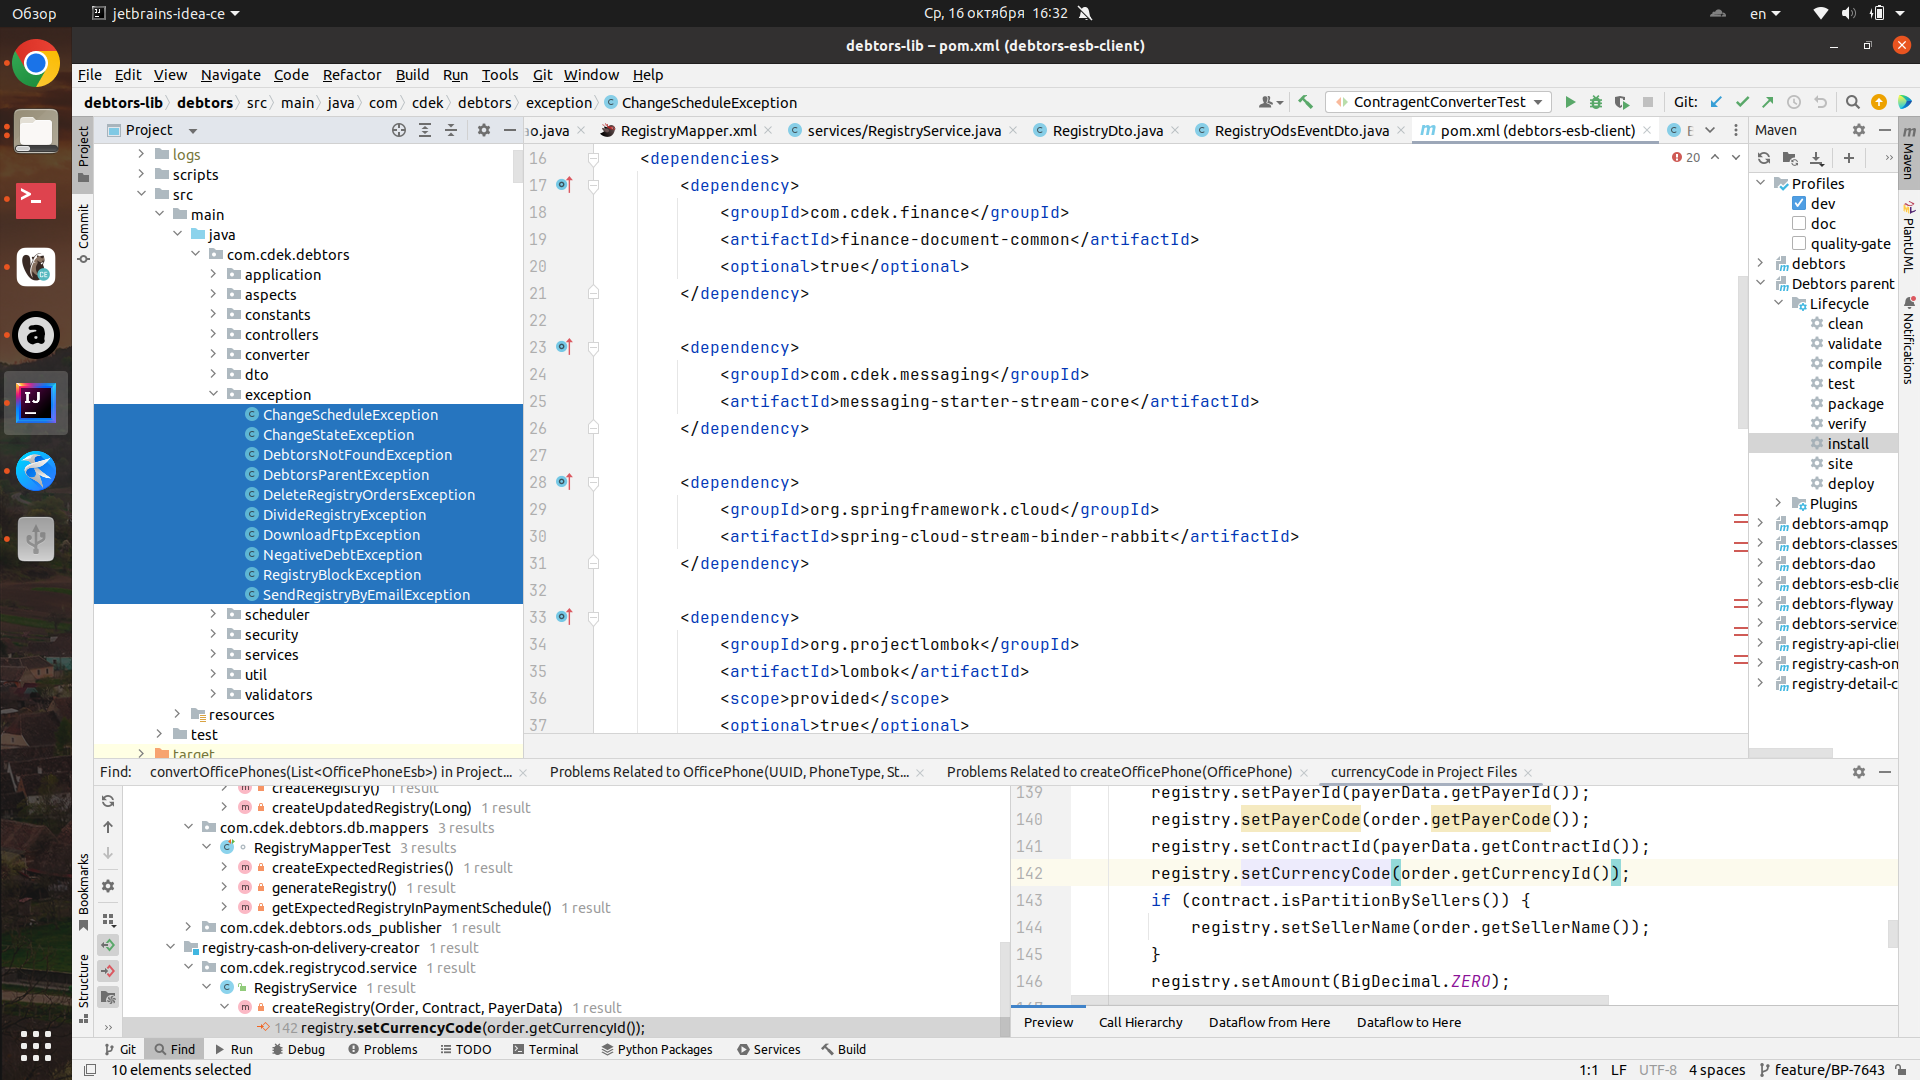 Обзор
jetbrains-idea-ce
Ср, 16 октября 16:32
en
debtors-lib – pom.xml (debtors-esb-client)
File Edit View Navigate Code Refactor Build Run Tools Git Window Help
debtors-lib debtors src main java com cdek debtors exception ChangeScheduleException
ContragentConverterTest
Git:
Project
ao.java RegistryMapper.xml services/RegistryService.java RegistryDto.java RegistryOdsEventDto.java pom.xml (debtors-esb-client)
Maven
Project
Commit
Bookmarks
Structure
logs
scripts
src
main
java
com.cdek.debtors
application
aspects
constants
controllers
converter
dto
exception
ChangeScheduleException
ChangeStateException
DebtorsNotFoundException
DebtorsParentException
DeleteRegistryOrdersException
DivideRegistryException
DownloadFtpException
NegativeDebtException
RegistryBlockException
SendRegistryByEmailException
scheduler
security
services
util
validators
resources
test
target
20
16 <dependencies>
17 <dependency>
18 <groupId>com.cdek.finance</groupId>
19 <artifactId>finance-document-common</artifactId>
20 <optional>true</optional>
21 </dependency>
22
23 <dependency>
24 <groupId>com.cdek.messaging</groupId>
25 <artifactId>messaging-starter-stream-core</artifactId>
26 </dependency>
27
28 <dependency>
29 <groupId>org.springframework.cloud</groupId>
30 <artifactId>spring-cloud-stream-binder-rabbit</artifactId>
31 </dependency>
32
33 <dependency>
34 <groupId>org.projectlombok</groupId>
35 <artifactId>lombok</artifactId>
36 <scope>provided</scope>
37 <optional>true</optional>
Profiles
dev
doc
quality-gate
debtors
Debtors parent
Lifecycle
clean
validate
compile
test
package
verify
install
site
deploy
Plugins
debtors-amqp
debtors-classes
debtors-dao
debtors-esb-clie
debtors-flyway
debtors-service
registry-api-clien
registry-cash-on
registry-detail-c
Maven
PlantUML
Notifications
Find: convertOfficePhones(List<OfficePhoneEsb>) in Project... Problems Related to OfficePhone(UUID, PhoneType, St... Problems Related to createOfficePhone(OfficePhone) currencyCode in Project Files
createRegistry() 1 result
createUpdatedRegistry(Long) 1 result
com.cdek.debtors.db.mappers 3 results
RegistryMapperTest 3 results
createExpectedRegistries() 1 result
generateRegistry() 1 result
getExpectedRegistryInPaymentSchedule() 1 result
com.cdek.debtors.ods_publisher 1 result
registry-cash-on-delivery-creator 1 result
com.cdek.registrycod.service 1 result
RegistryService 1 result
createRegistry(Order, Contract, PayerData) 1 result
142 registry.setCurrencyCode(order.getCurrencyId());
139 registry.setPayerId(payerData.getPayerId());
140 registry.setPayerCode(order.getPayerCode());
141 registry.setContractId(payerData.getContractId());
142 registry.setCurrencyCode(order.getCurrencyId());
143 if (contract.isPartitionBySellers()) {
144 registry.setSellerName(order.getSellerName());
145 }
146 registry.setAmount(BigDecimal.ZERO);
Preview Call Hierarchy Dataflow from Here Dataflow to Here
Git Find Run Debug Problems TODO Terminal Python Packages Services Build
10 elements selected
1:1 LF UTF-8 4 spaces feature/BP-7643